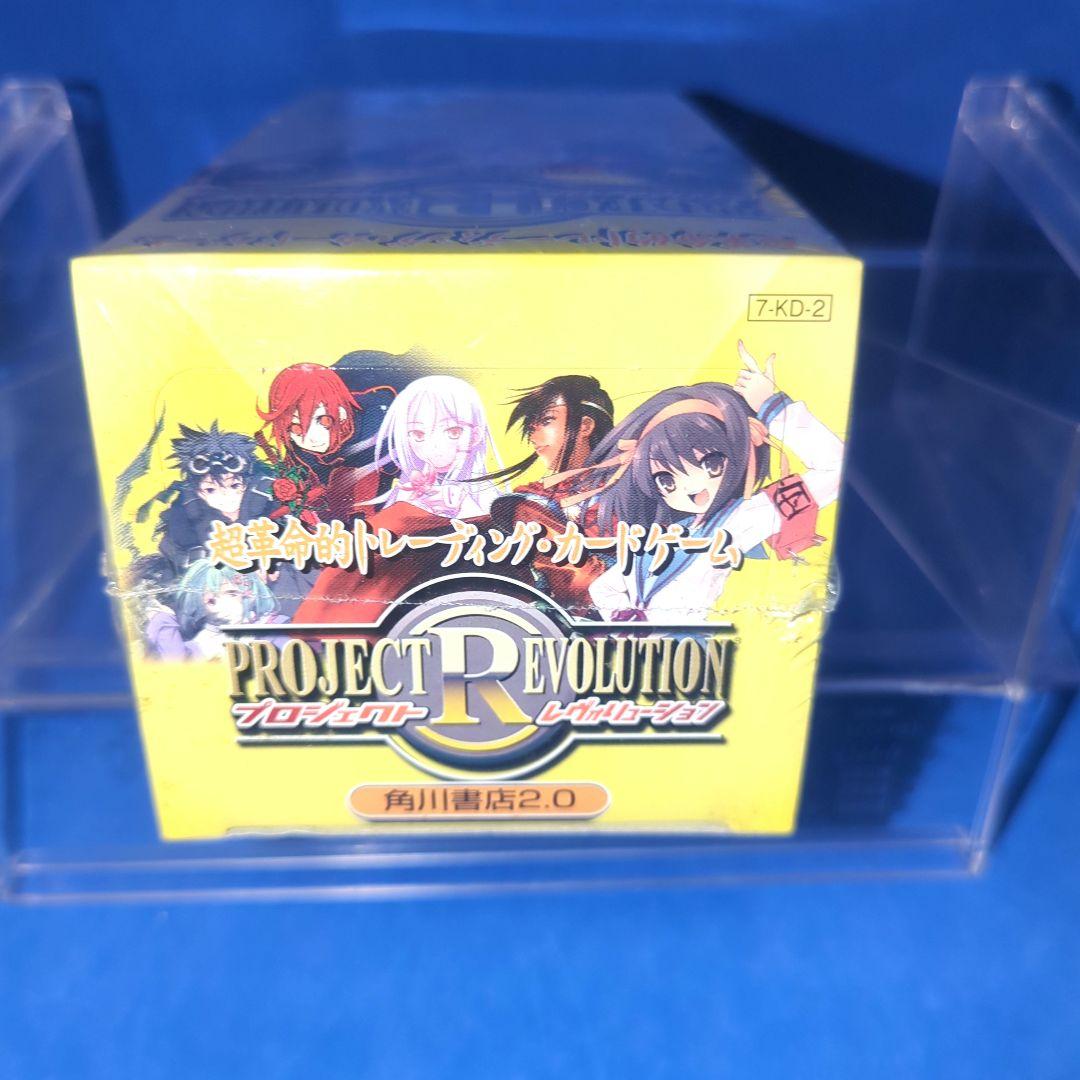 7-KD-2
超革命的トレーディング・カードゲーム
PROJECT REVOLUTION
プロジェクト レヴォリューション
角川書店2.0